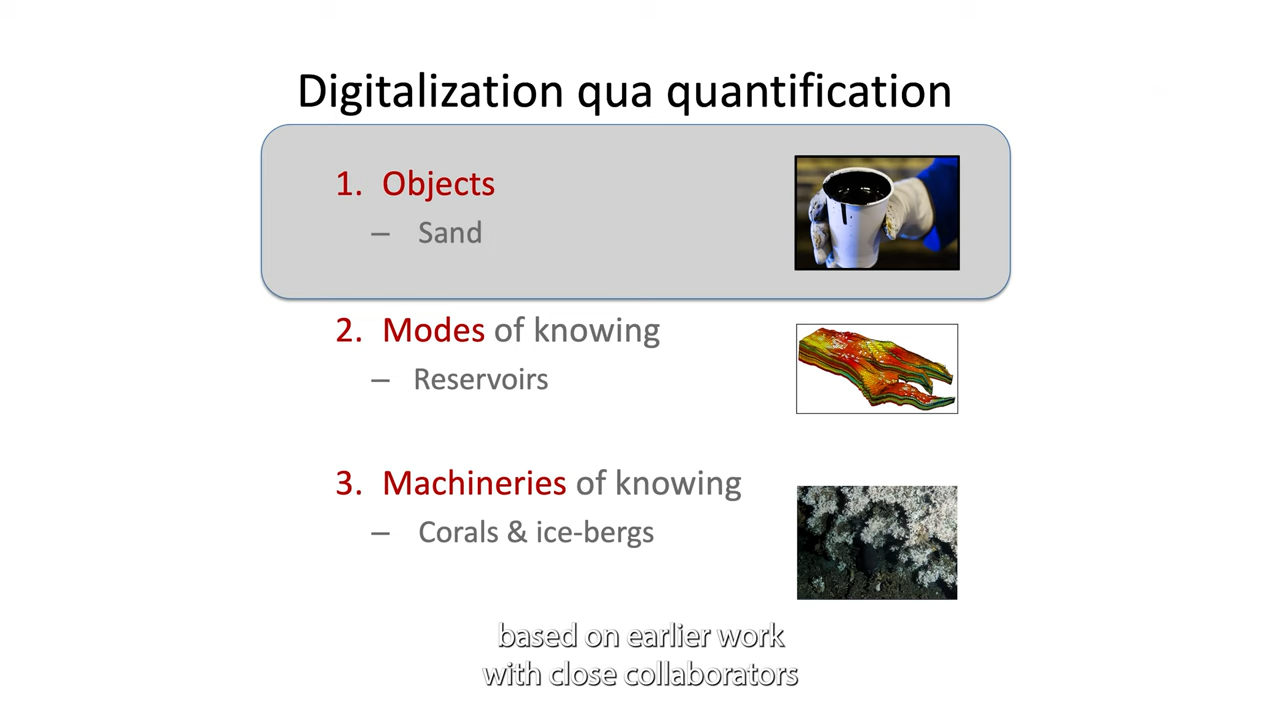 Digitalization qua quantification
1. Objects
– Sand
2. Modes of knowing
– Reservoirs
3. Machineries of knowing
– Corals & ice-bergs
based on earlier work
with close collaborators